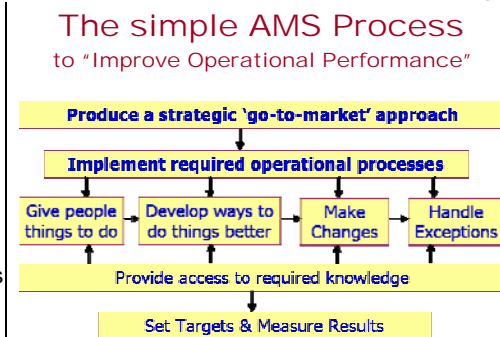 The simple AMS Process
to "Improve Operational Performance"
Produce a strategic 'go-to-market' approach
Implement required operational processes
Give people
things to do
Develop ways to
do things better
Make
Changes
Handle
Exceptions
s
Provide access to required knowledge
Set Targets & Measure Results